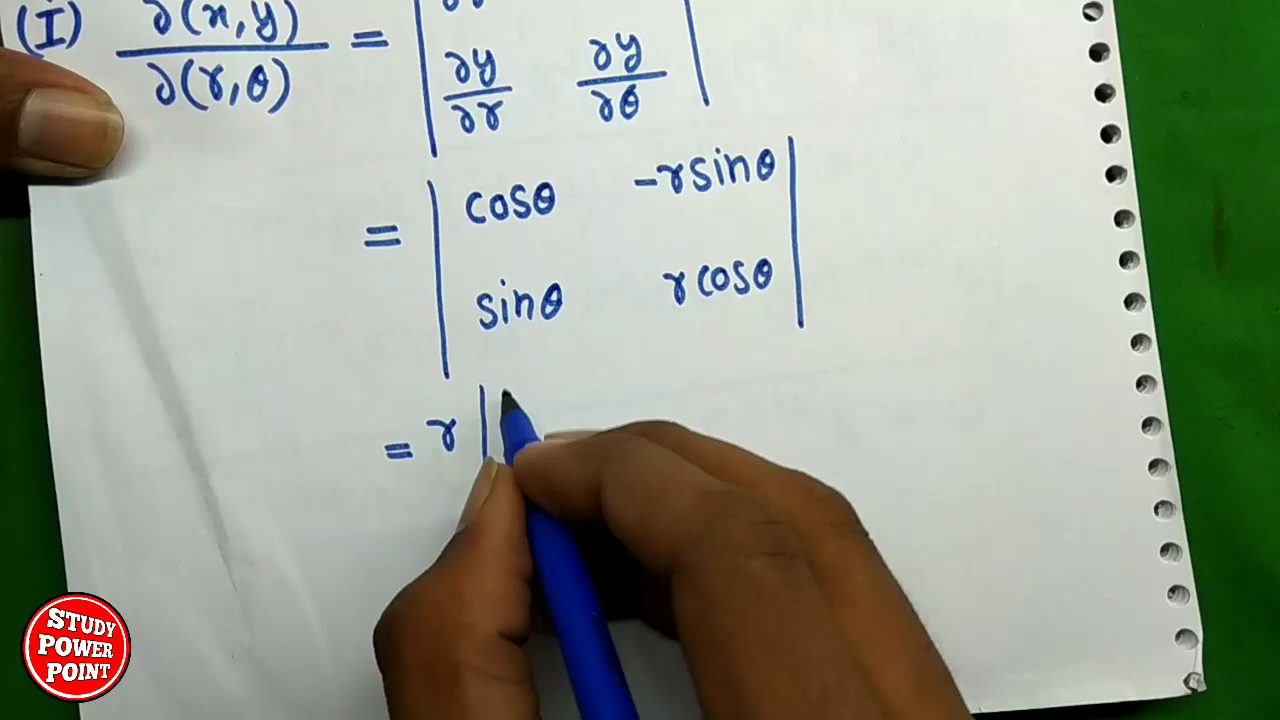 (I) ∂(x,y)/∂(r,θ) = | ∂y/∂r ∂y/∂θ |
= | cosθ -rsinθ |
| sinθ rcosθ |
= r |
STUDY
POWER
POINT